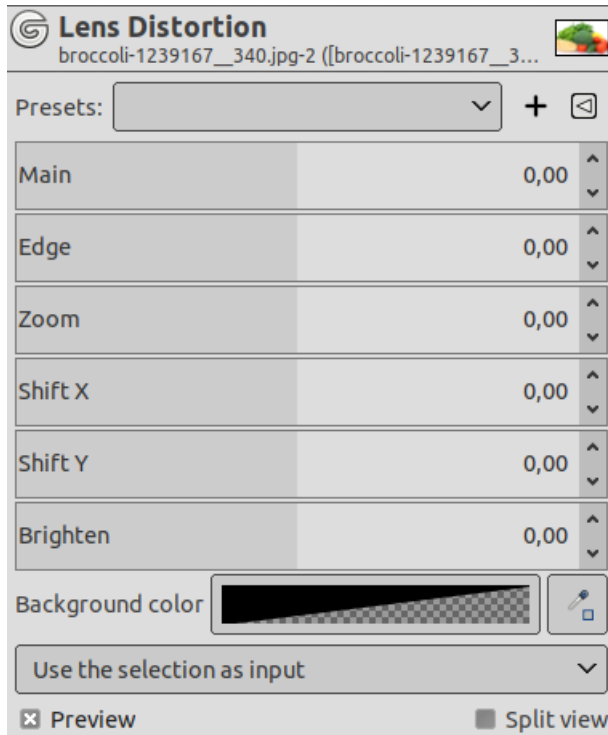 Lens Distortion
broccoli-1239167__340.jpg-2 ([broccoli-1239167__3...
Presets:
Main 0,00
Edge 0,00
Zoom 0,00
Shift X 0,00
Shift Y 0,00
Brighten 0,00
Background color
Use the selection as input
Preview Split view